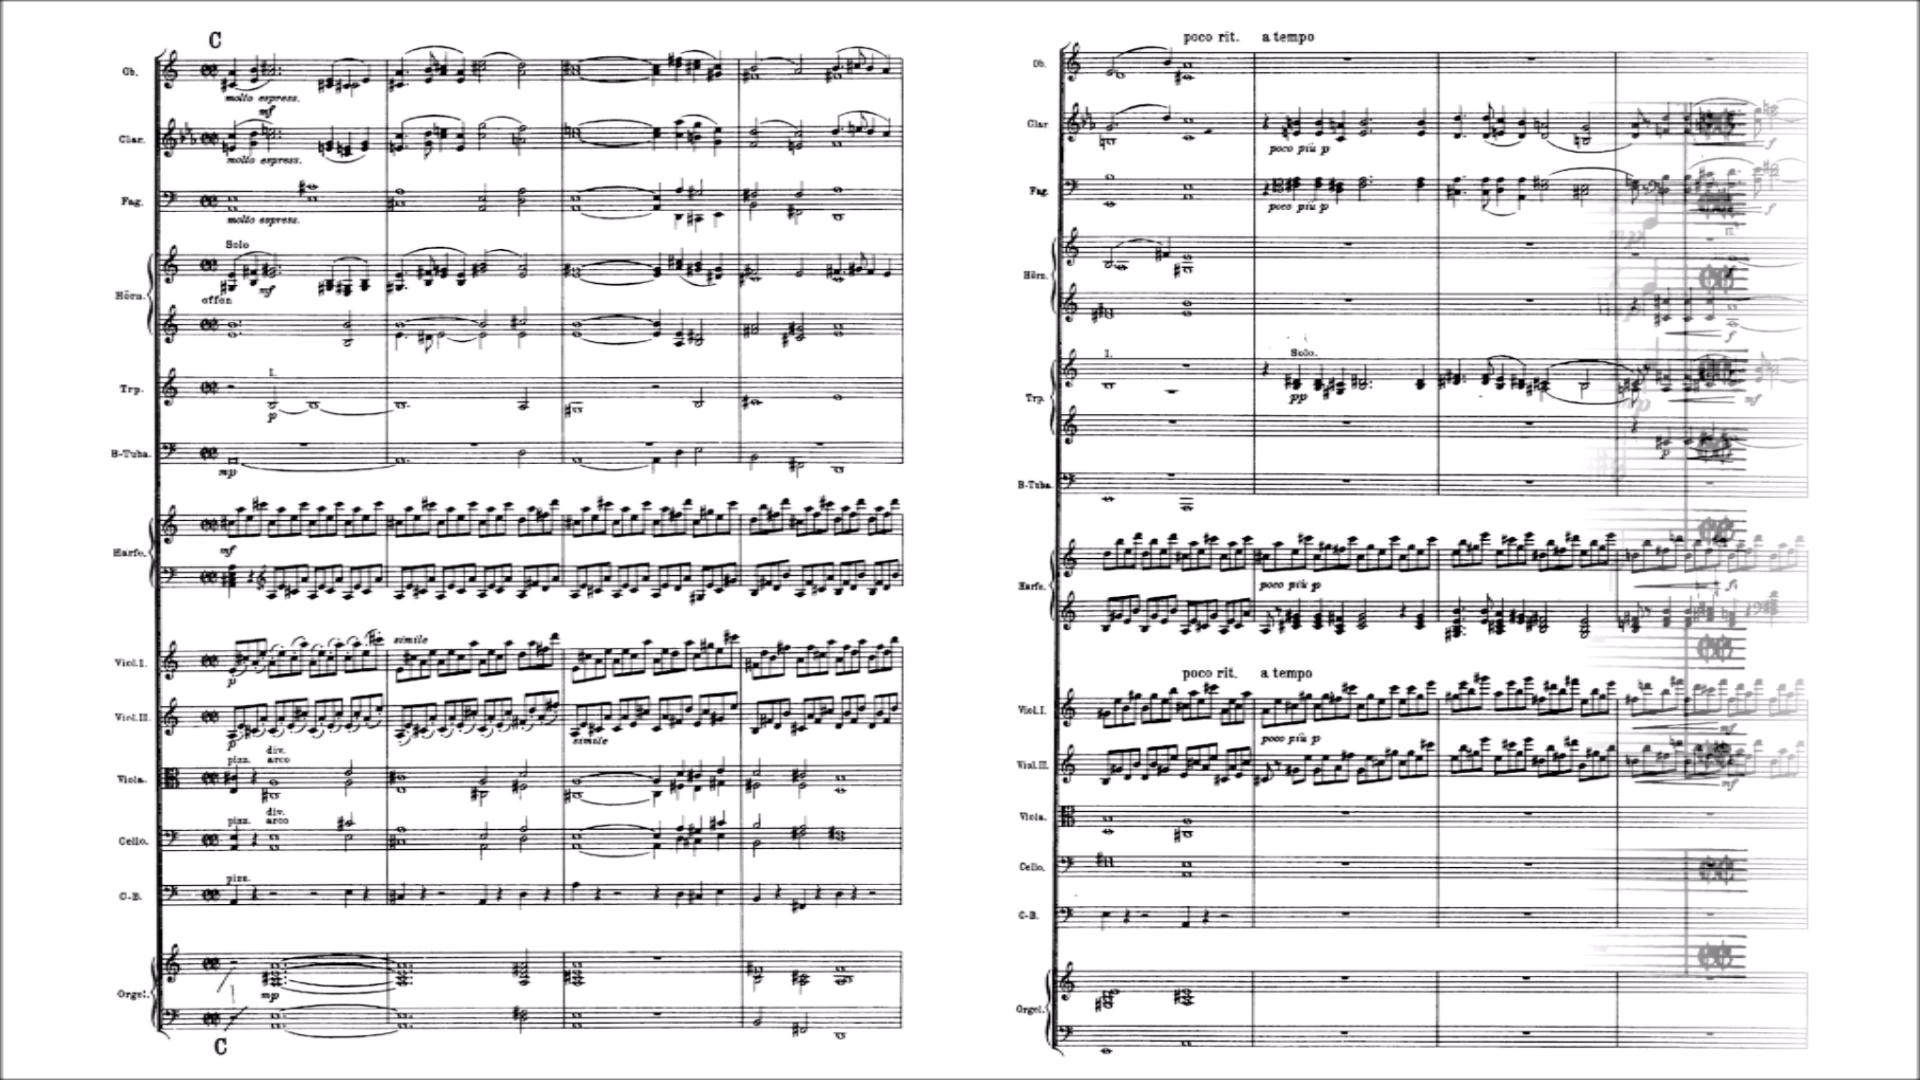 C
Ob.
molto espress.
mf
Clar.
molto espress.
Fag.
molto espress.
Solo
mf
Hörn.
offen
I.
Trp.
p
B-Tuba.
mp
mf
Harfe.
simile
Viol.I.
p
Viol.II.
p
simile
div.
pizz. arco
Viola.
div.
pizz. arco
Cello.
pizz.
C-B.
Orgel.
mp
C
poco rit. a tempo
Ob.
Clar
poco più p
Fag.
poco più p
Hörn.
I.
Solo.
Trp.
pp
B-Tuba
poco più p
Harfe.
poco rit. a tempo
Viol.I.
poco più p
Viol.II.
Viola.
Cello.
C-B.
Orgel.